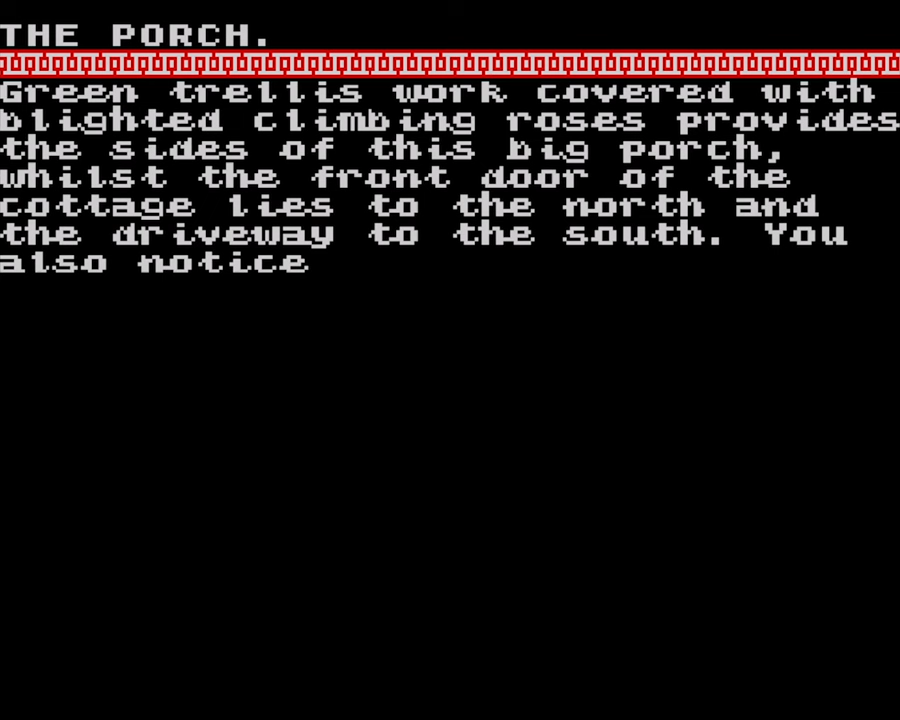 THE PORCH.
Green trellis work covered with
blighted climbing roses provides
the sides of this big porch,
whilst the front door of the
cottage lies to the north and
the driveway to the south. You
also notice